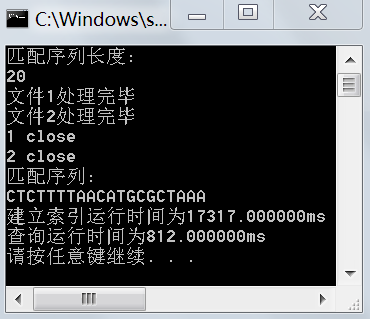 C:\Windows\s...
匹配序列长度：
20
文件1处理完毕
文件2处理完毕
1 close
2 close
匹配序列：
CTCTTTTAACATGCGCTAAA
建立索引运行时间为17317.000000ms
查询运行时间为812.000000ms
请按任意键继续. . .